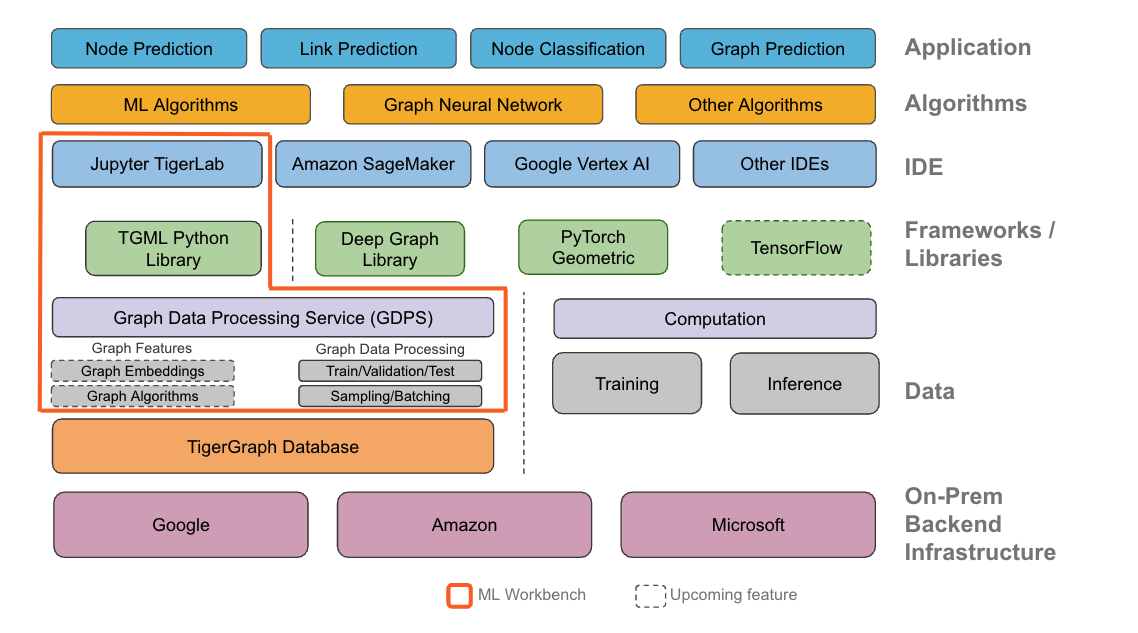 Node Prediction
Link Prediction
Node Classification
Graph Prediction
Application
ML Algorithms
Graph Neural Network
Other Algorithms
Algorithms
Jupyter TigerLab
Amazon SageMaker
Google Vertex AI
Other IDEs
IDE
TGML Python
Library
Deep Graph
Library
PyTorch
Geometric
TensorFlow
Frameworks /
Libraries
Graph Data Processing Service (GDPS)
Computation
Graph Features
Graph Embeddings
Graph Algorithms
Graph Data Processing
Train/Validation/Test
Sampling/Batching
Training
Inference
Data
TigerGraph Database
Google
Amazon
Microsoft
On-Prem
Backend
Infrastructure
ML Workbench
Upcoming feature